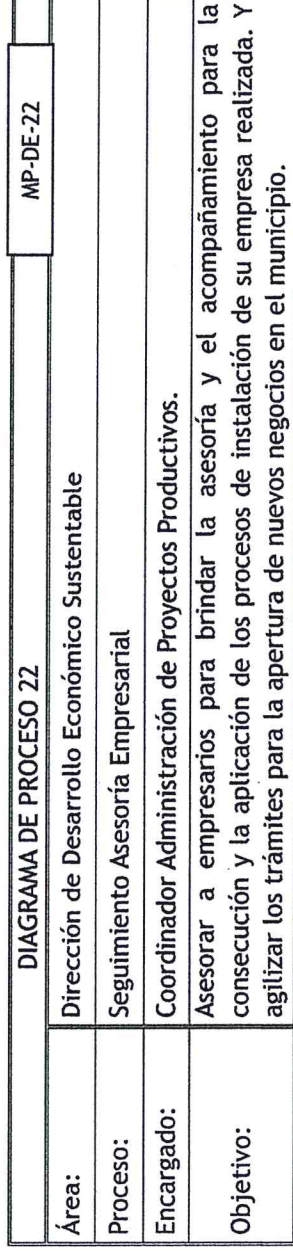 DIAGRAMA DE PROCESO 22 MP-DE-22
Área: Dirección de Desarrollo Económico Sustentable
Proceso: Seguimiento Asesoría Empresarial
Encargado: Coordinador Administración de Proyectos Productivos.
Objetivo: Asesorar a empresarios para brindar la asesoría y el acompañamiento para la
consecución y la aplicación de los procesos de instalación de su empresa realizada. Y
agilizar los trámites para la apertura de nuevos negocios en el municipio.